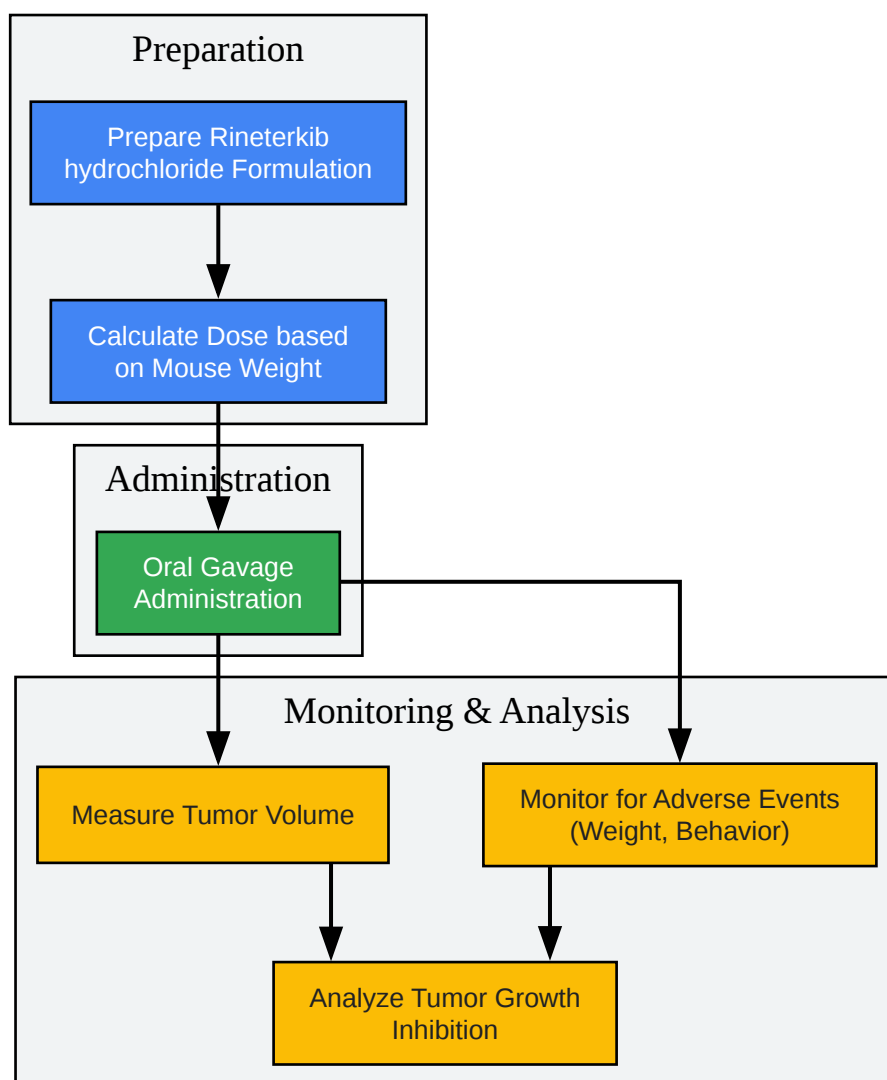 Preparation
Prepare Rineterkib
hydrochloride Formulation
Calculate Dose based
on Mouse Weight
Administration
Oral Gavage
Administration
Monitoring & Analysis
Measure Tumor Volume
Monitor for Adverse Events
(Weight, Behavior)
Analyze Tumor Growth
Inhibition